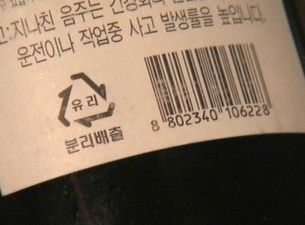 :지나친 음주는
운전이나 작업중 사고 발생률을 높입니다.
유리
분리배출
8 802340 106228